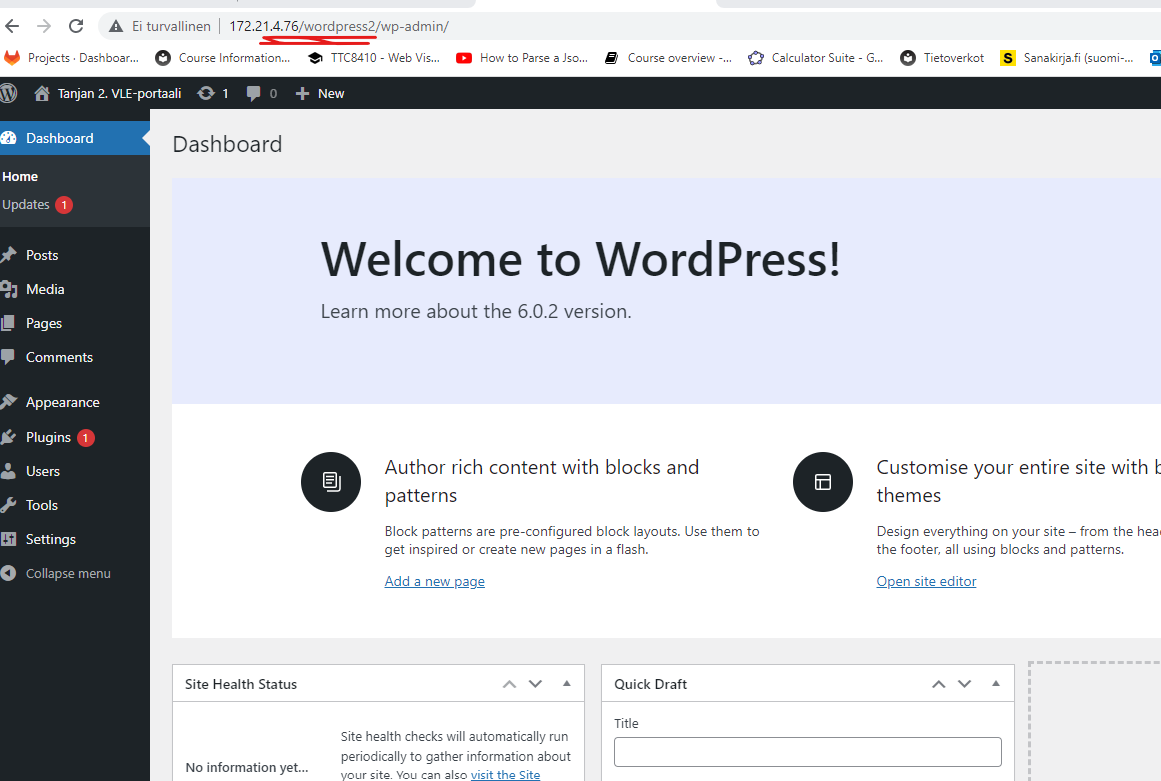 Ei turvallinen | 172.21.4.76/wordpress2/wp-admin/
Projects · Dashboar... Course Information... TTC8410 - Web Vis... How to Parse a Jso... Course overview -... Calculator Suite - G... Tietoverkot S Sanakirja.fi (suomi-...
Tanjan 2. VLE-portaali 1 0 + New
Dashboard
Dashboard
Home
Updates 1
Posts
Media
Pages
Comments
Appearance
Plugins 1
Users
Tools
Settings
Collapse menu
Welcome to WordPress!
Learn more about the 6.0.2 version.
Author rich content with blocks and
patterns
Block patterns are pre-configured block layouts. Use them to
get inspired or create new pages in a flash.
Add a new page
Customise your entire site with b
themes
Design everything on your site – from the hea
the footer, all using blocks and patterns.
Open site editor
Site Health Status
No information yet...
Site health checks will automatically run
periodically to gather information about
your site. You can also visit the Site
Quick Draft
Title